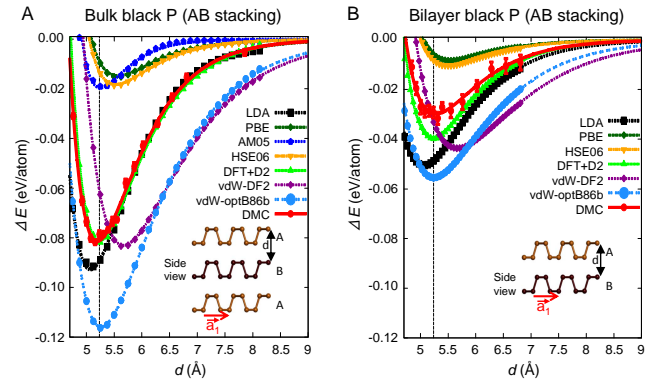 A
Bulk black P (AB stacking)
0.00
-0.02
-0.04
-0.06
-0.08
-0.10
-0.12
ΔE (eV/atom)
5
5.5
6
6.5
7
7.5
8
8.5
9
d (Å)
LDA
PBE
AM05
HSE06
DFT+D2
vdW-DF2
vdW-optB86b
DMC
A
d
Side
view
B
A
a₁
B
Bilayer black P (AB stacking)
0.00
-0.02
-0.04
-0.06
-0.08
-0.10
-0.12
ΔE (eV/atom)
5
5.5
6
6.5
7
7.5
8
8.5
9
d (Å)
LDA
PBE
HSE06
DFT+D2
vdW-DF2
vdW-optB86b
DMC
A
d
Side
view
B
a₁